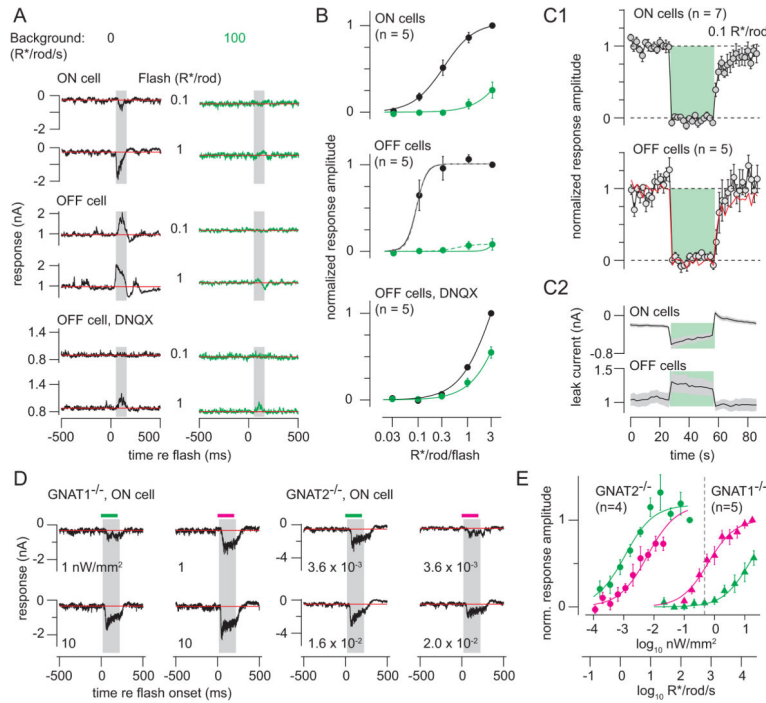 A
Background: 0 100
(R*/rod/s)
ON cell Flash (R*/rod)
0
-2
0.1
0
-2
1
OFF cell
2
1
0.1
2
1
1
response (nA)
OFF cell, DNQX
1.4
0.8
0.1
1.4
0.8
1
-500 0 500 -500 0 500
time re flash (ms)
B
ON cells
(n = 5)
1
0
OFF cells
(n = 5)
1
0
normalized response amplitude
OFF cells, DNQX
(n = 5)
1
0
0.03 0.1 0.3 1 3
R*/rod/flash
C1
ON cells (n = 7)
0.1 R*/rod
1
0
OFF cells (n = 5)
1
0
normalized response amplitude
C2
ON cells
0
-0.8
OFF cells
1.5
1
leak current (nA)
0 20 40 60 80
time (s)
D
GNAT1-/-, ON cell GNAT2-/-, ON cell
0
-2
1 nW/mm2
1
0
-4
3.6 x 10-3
3.6 x 10-3
0
-2
10
10
0
-4
1.6 x 10-2
2.0 x 10-2
response (nA)
-500 0 500 -500 0 500 -500 0 500 -500 0 500
time re flash onset (ms)
E
GNAT2-/- GNAT1-/-
(n=4) (n=5)
1
0
norm. response amplitude
-4 -3 -2 -1 0 1
log10 nW/mm2
-1 0 1 2 3 4
log10 R*/rod/s